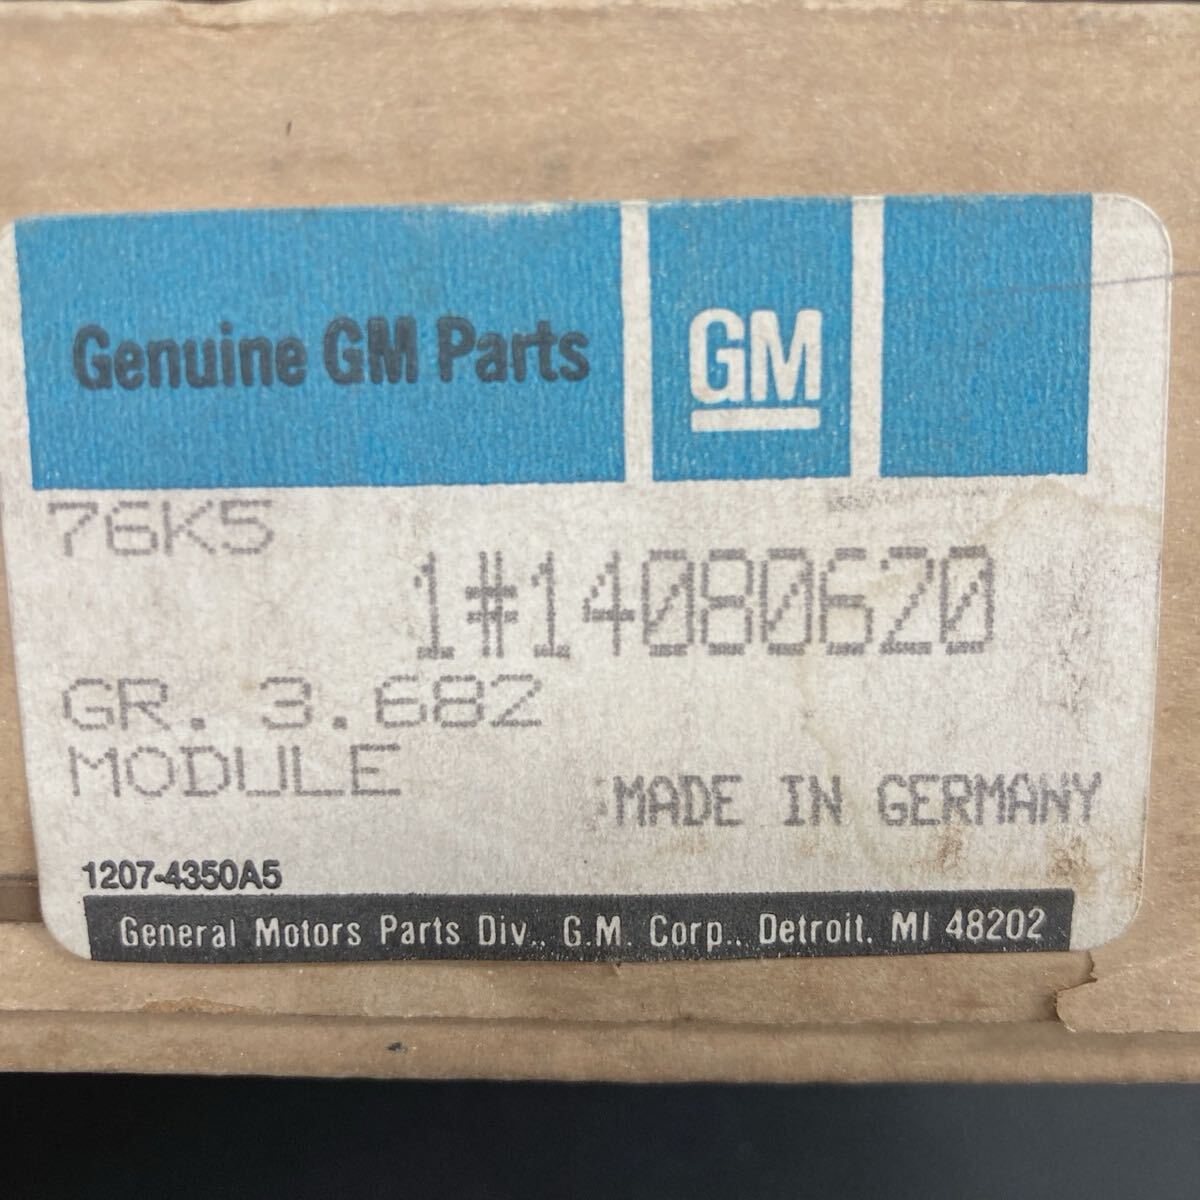 Genuine GM Parts
GM
76K5
1#14080620
GR. 3.682
MODULE
MADE IN GERMANY
1207-4350A5
General Motors Parts Div., G.M. Corp., Detroit, MI 48202